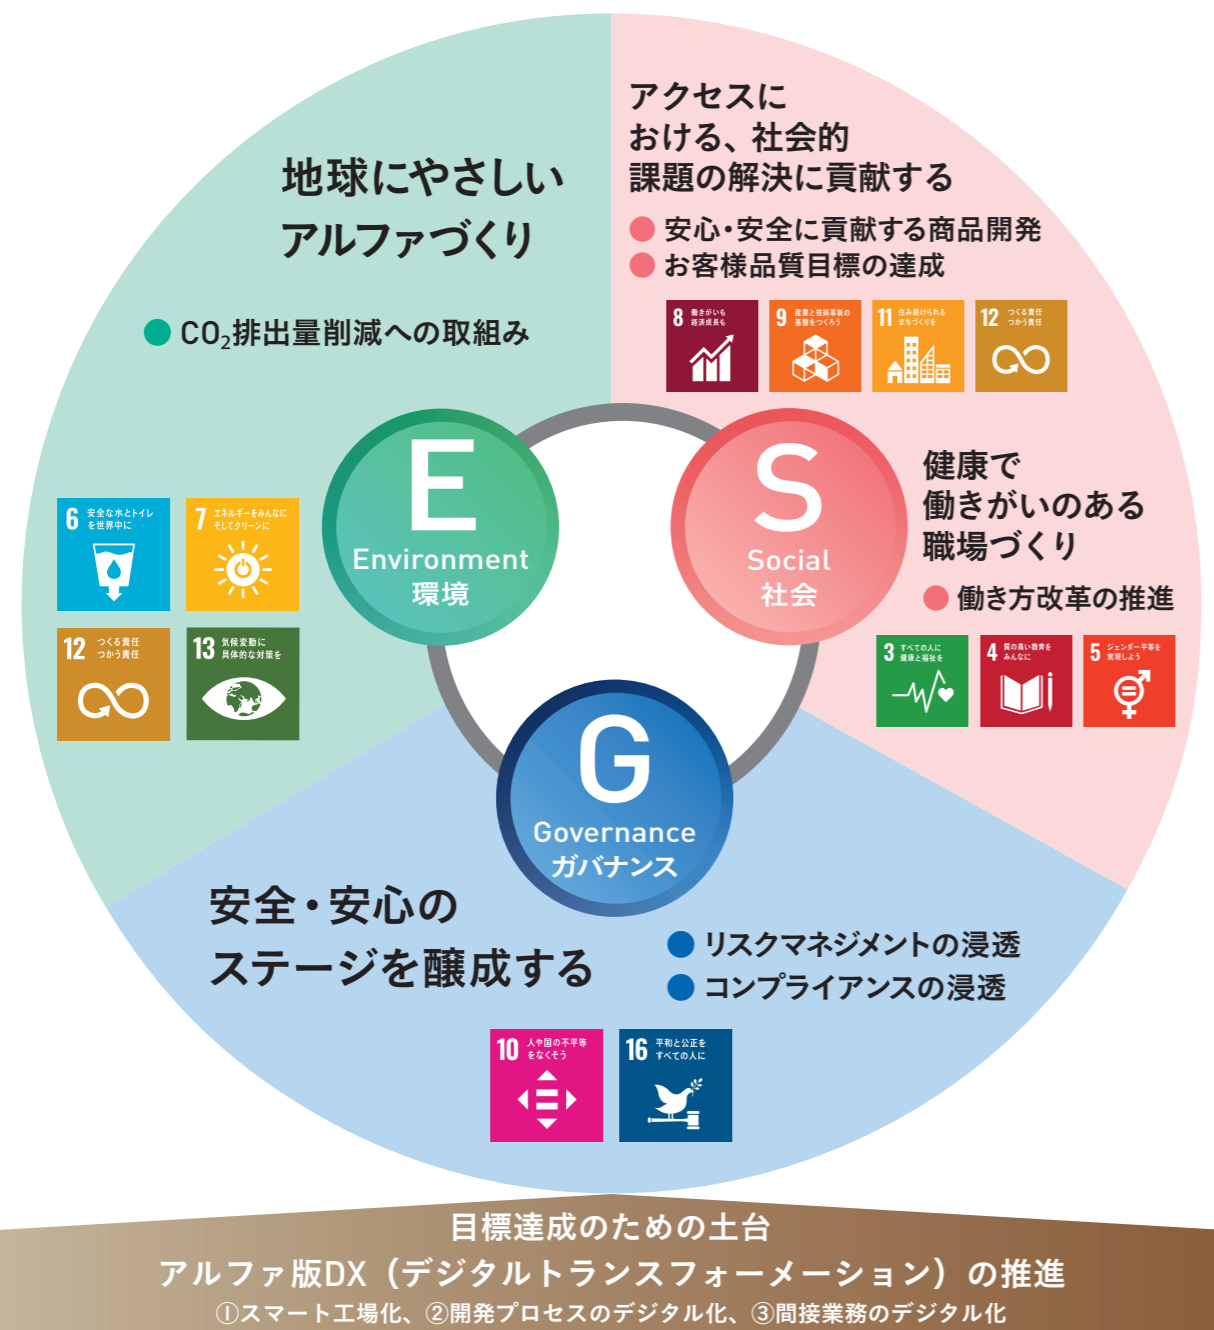 地球にやさしい
アルファづくり
CO₂排出量削減への取組み
6 安全な水とトイレ
を世界中に
7 エネルギーをみんなに
そしてクリーンに
12 つくる責任
つかう責任
13 気候変動に
具体的な対策を
E
Environment
環境
アクセスに
おける、社会的
課題の解決に貢献する
安心・安全に貢献する商品開発
お客様品質目標の達成
8 働きがいも
経済成長も
9 産業と技術革新の
基盤をつくろう
11 住み続けられる
まちづくりを
12 つくる責任
つかう責任
S
Social
社会
健康で
働きがいのある
職場づくり
働き方改革の推進
3 すべての人に
健康と福祉を
4 質の高い教育を
みんなに
5 ジェンダー平等を
実現しよう
G
Governance
ガバナンス
安全・安心の
ステージを醸成する
リスクマネジメントの浸透
コンプライアンスの浸透
10 人や国の不平等
をなくそう
16 平和と公正を
すべての人に
目標達成のための土台
アルファ版DX（デジタルトランスフォーメーション）の推進
①スマート工場化、②開発プロセスのデジタル化、③間接業務のデジタル化